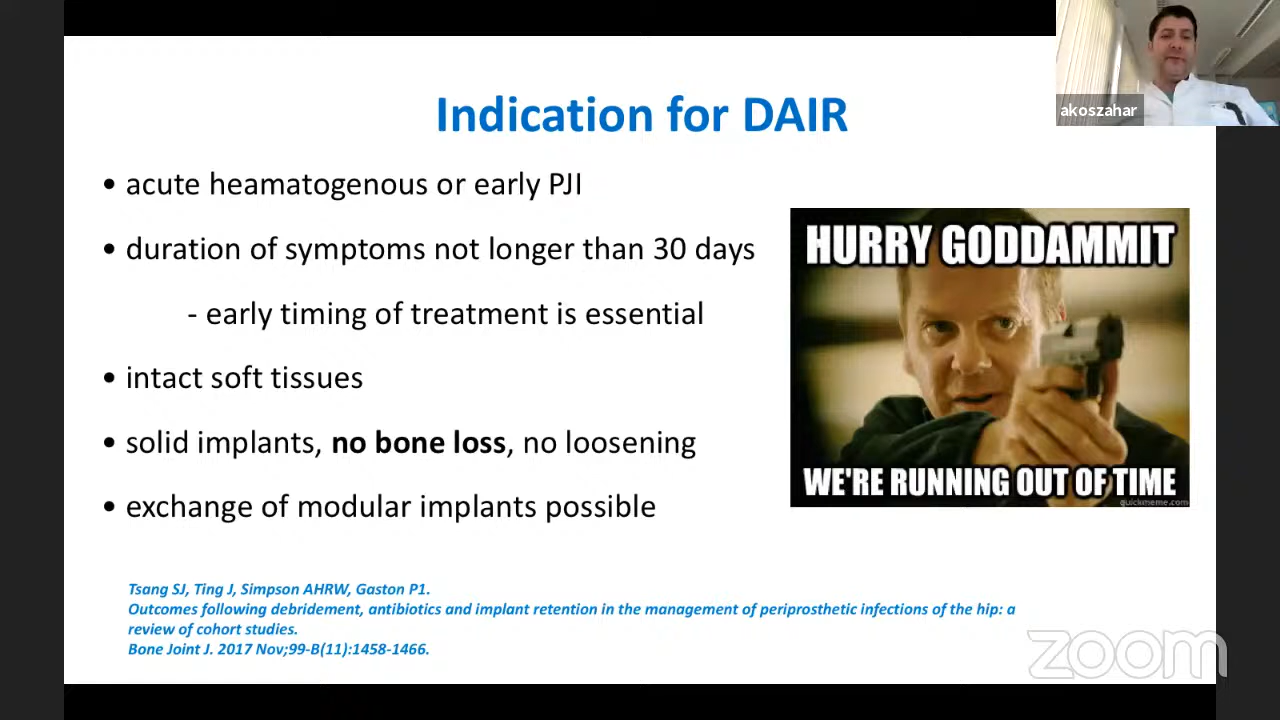 Indication for DAIR
akoszahar
• acute heamatogenous or early PJI
• duration of symptoms not longer than 30 days
- early timing of treatment is essential
• intact soft tissues
• solid implants, no bone loss, no loosening
• exchange of modular implants possible
HURRY GODDAMMIT
WE'RE RUNNING OUT OF TIME
quickmeme.com
Tsang SJ, Ting J, Simpson AHRW, Gaston P1.
Outcomes following debridement, antibiotics and implant retention in the management of periprosthetic infections of the hip: a
review of cohort studies.
Bone Joint J. 2017 Nov;99-B(11):1458-1466.
zoom